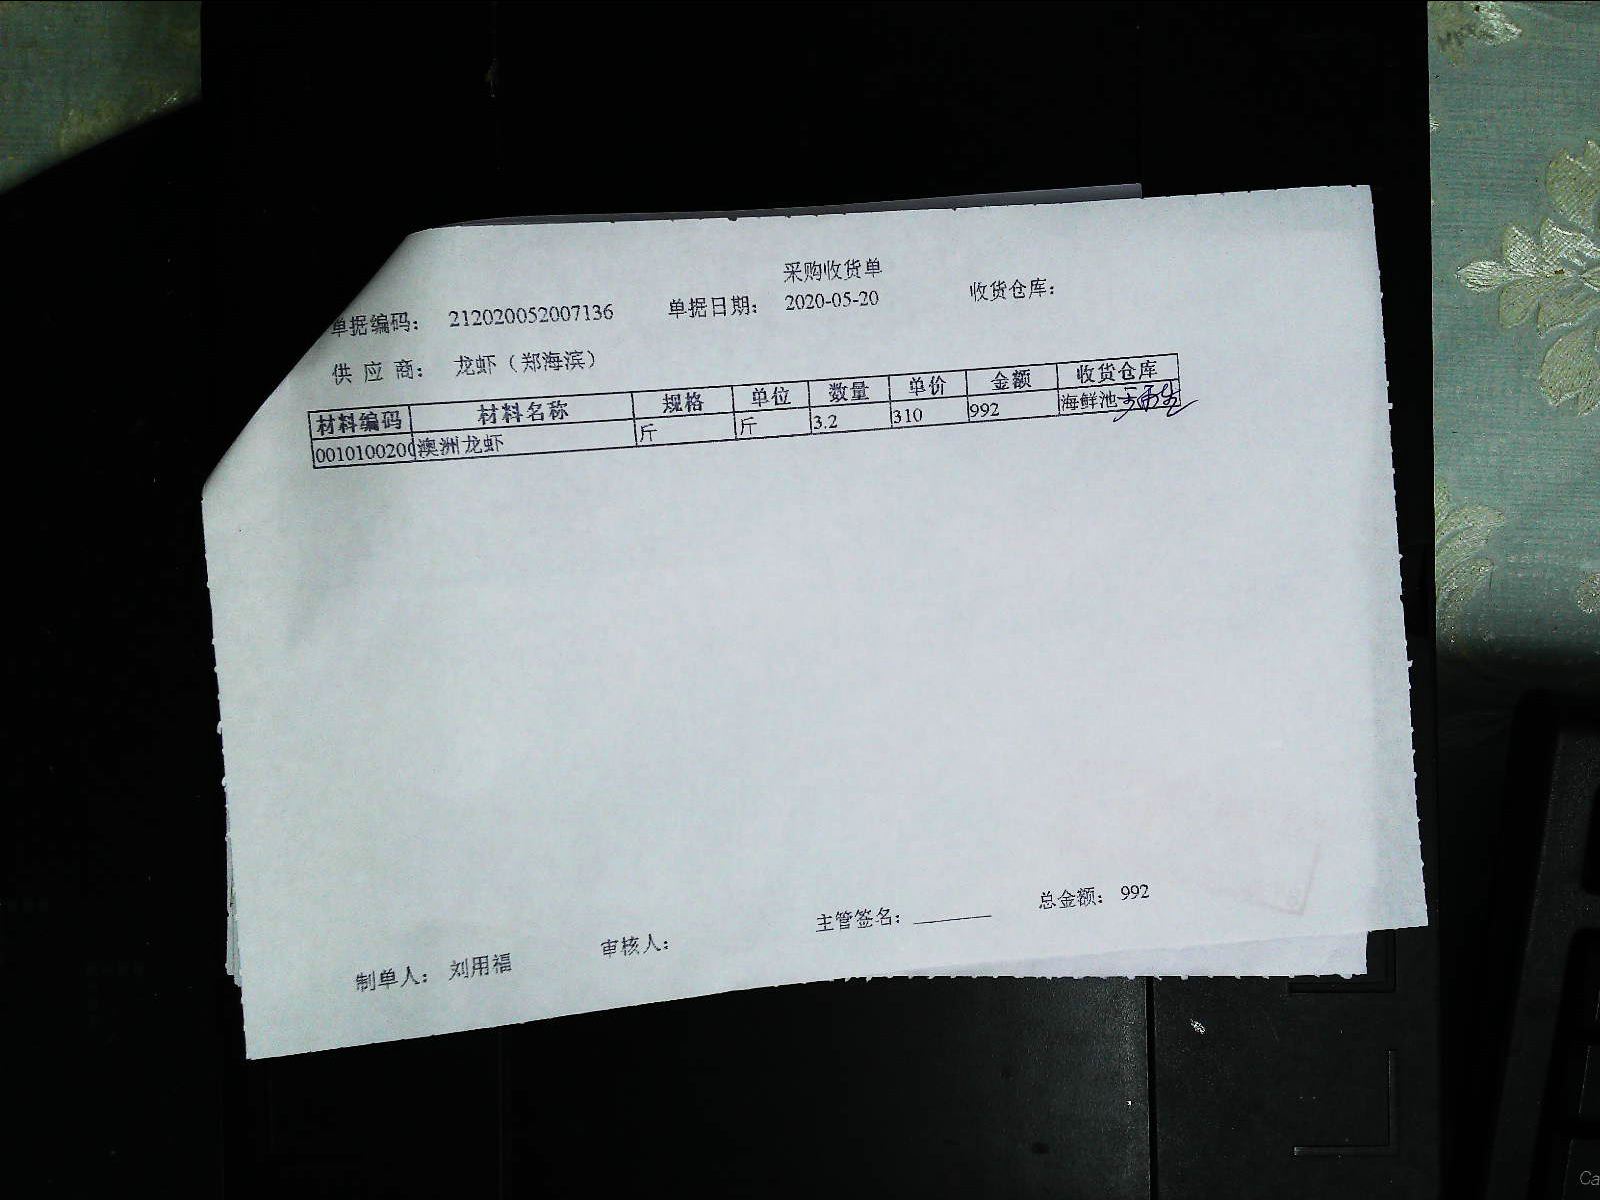 采购收货单
单据编码： 212020052007136 单据日期： 2020-05-20 收货仓库：
供 应 商： 龙虾（郑海滨）
材料编码 材料名称 规格 单位 数量 单价 金额 收货仓库
0010100200 澳洲龙虾 斤 斤 3.2 310 992 海鲜池
总金额： 992
主管签名：
制单人： 刘用福 审核人：